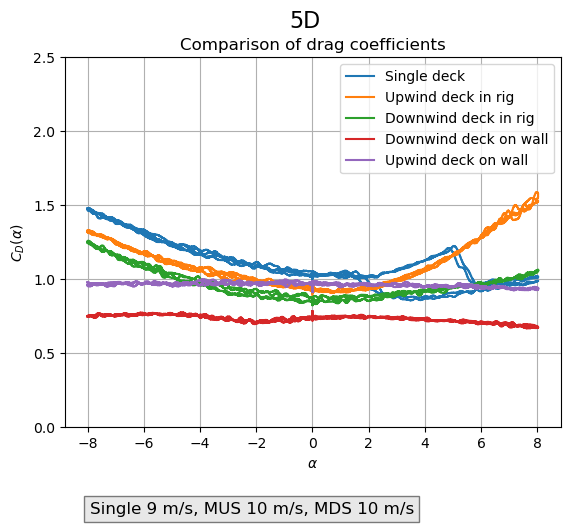 5D
Comparison of drag coefficients
2.5
2.0
1.5
1.0
0.5
0.0
C_D(α)
Single deck
Upwind deck in rig
Downwind deck in rig
Downwind deck on wall
Upwind deck on wall
−8 −6 −4 −2 0 2 4 6 8
α
Single 9 m/s, MUS 10 m/s, MDS 10 m/s